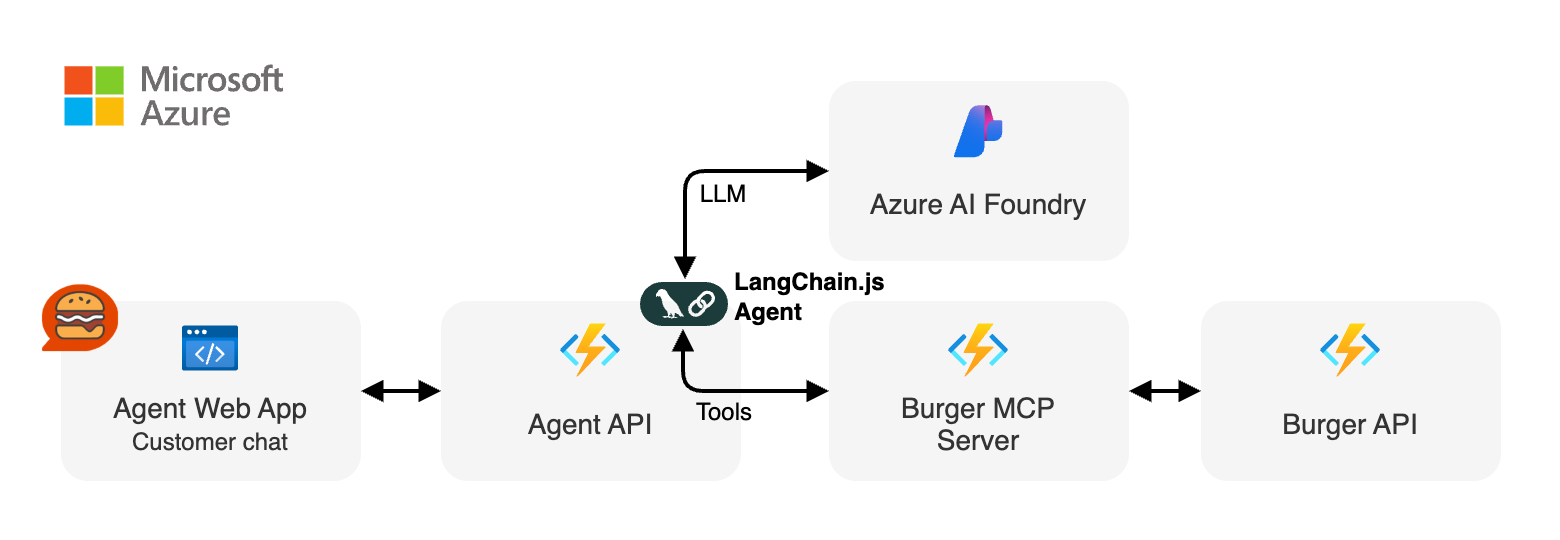 Microsoft
Azure
LLM
Azure AI Foundry
LangChain.js
Agent
</>
Agent Web App
Customer chat
Agent API
Tools
Burger MCP
Server
Burger API